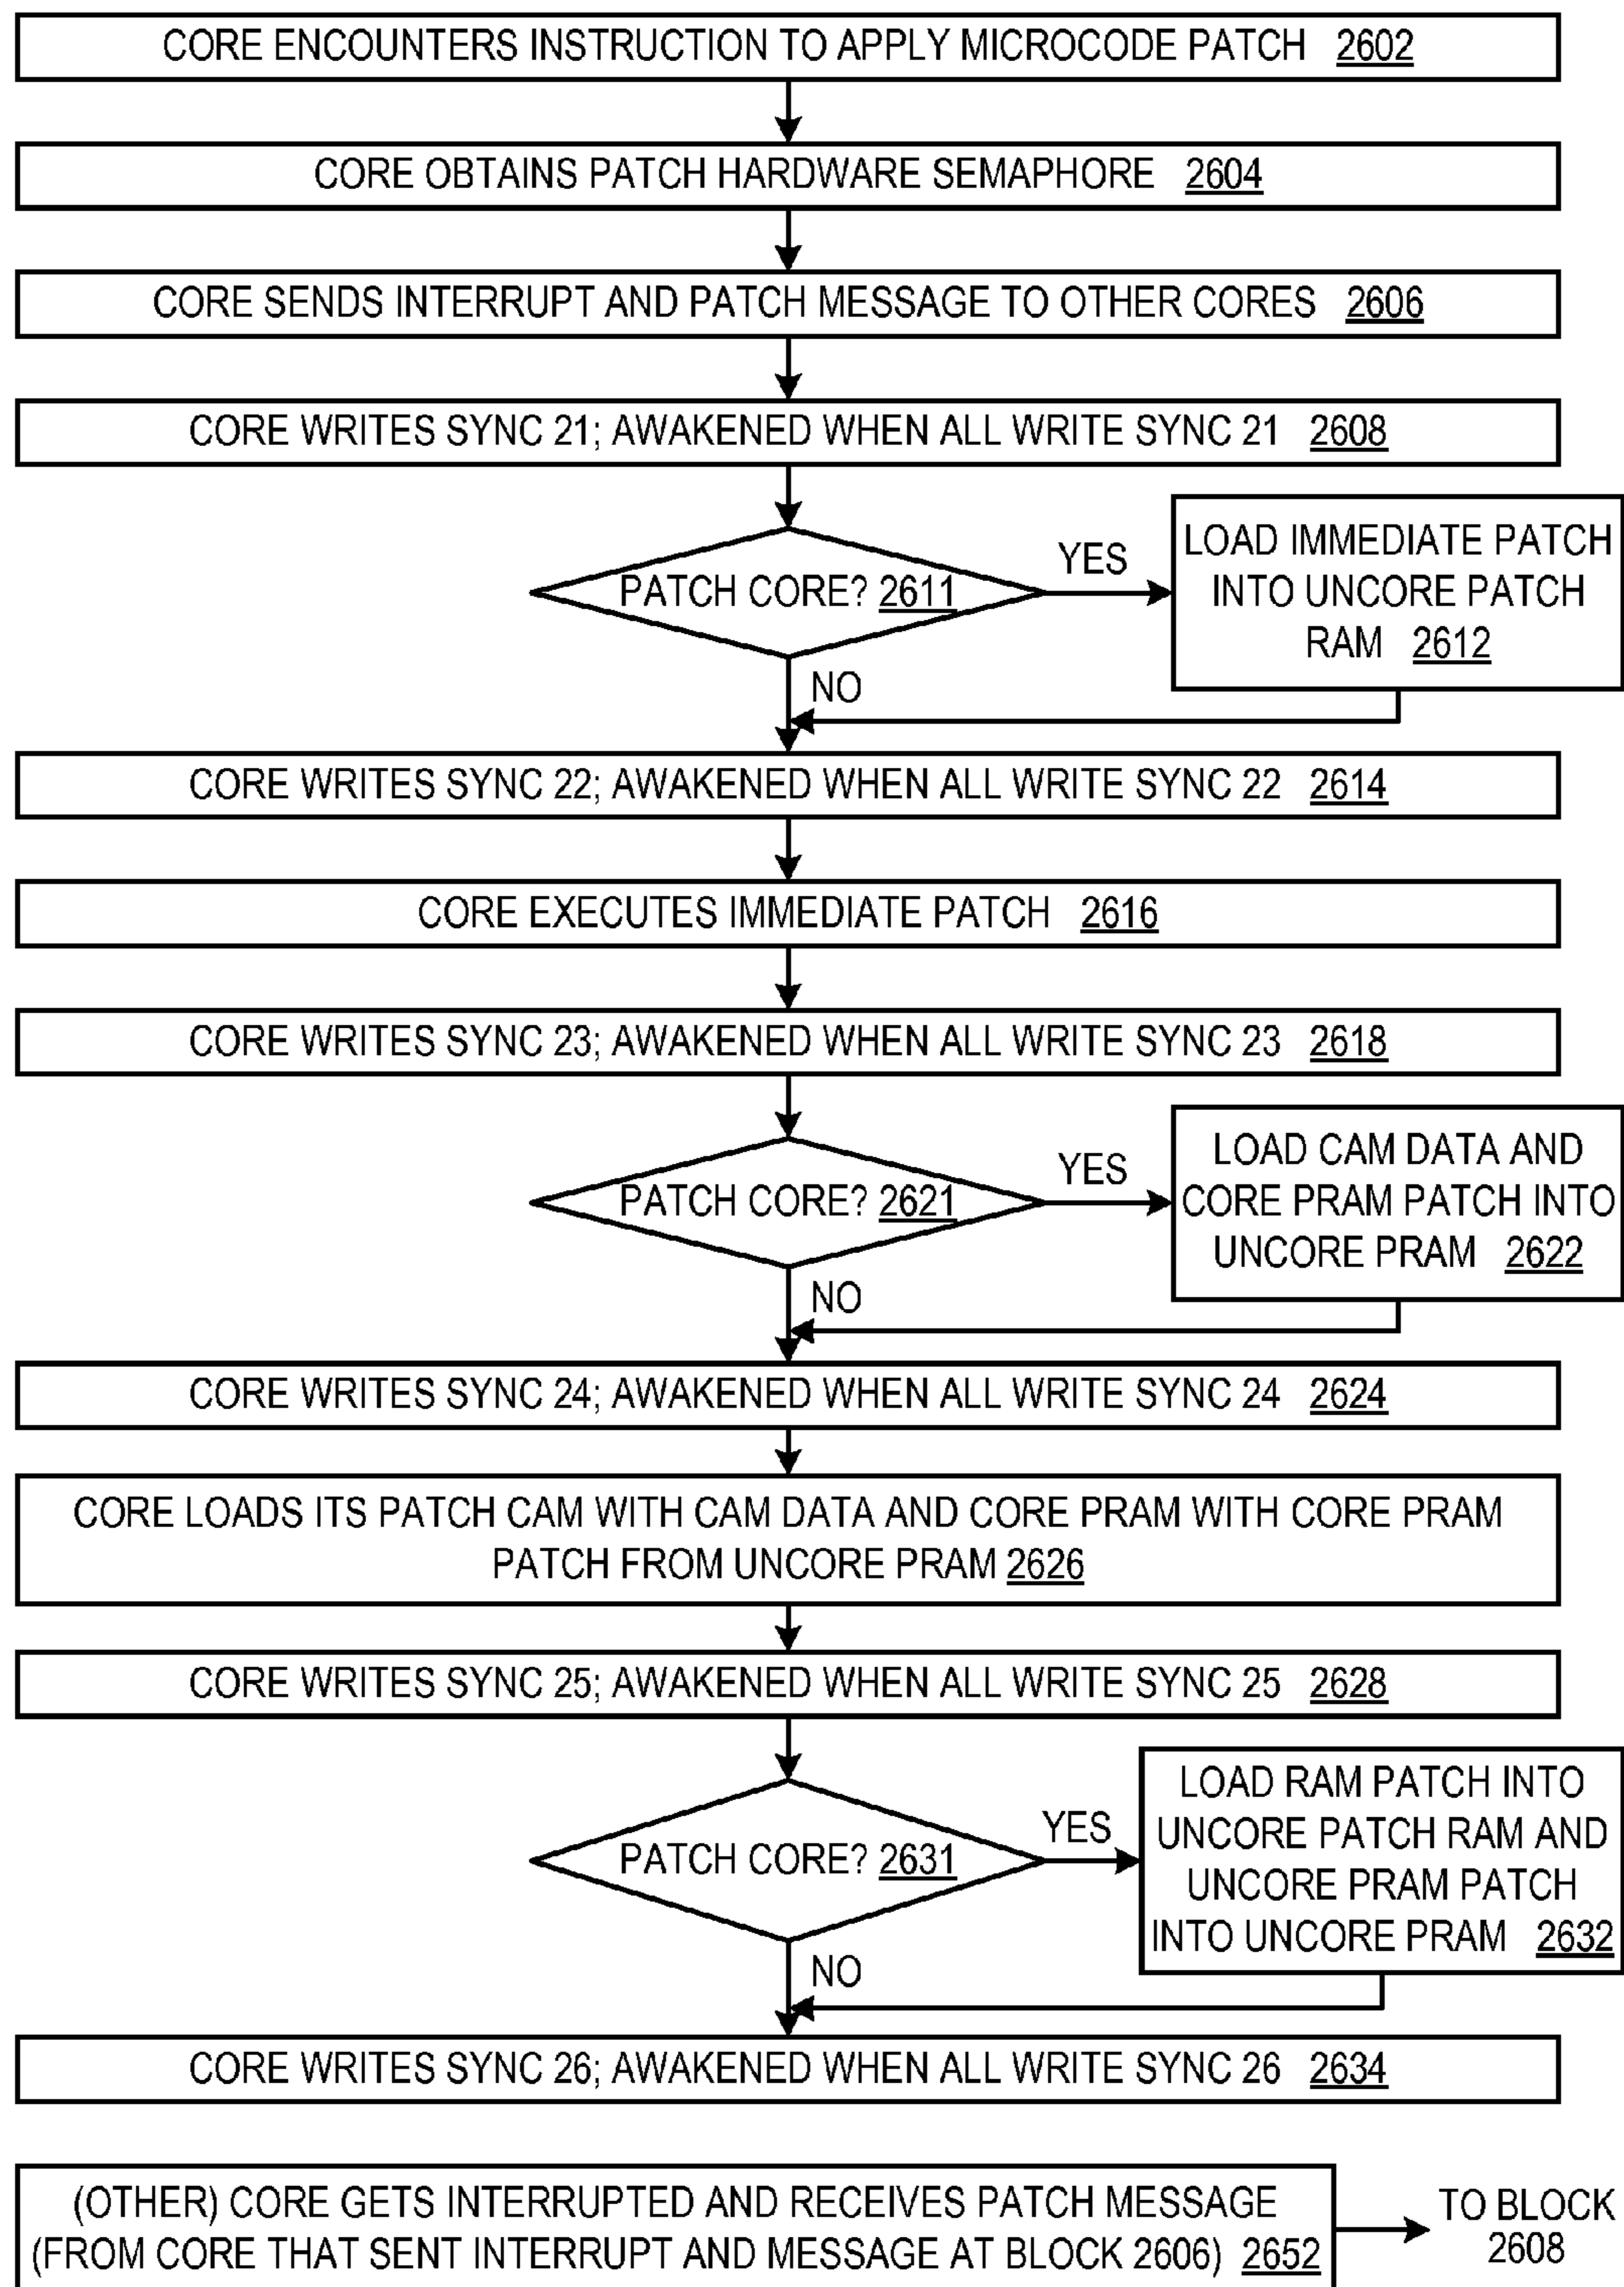 CORE ENCOUNTERS INSTRUCTION TO APPLY MICROCODE PATCH 2602
CORE OBTAINS PATCH HARDWARE SEMAPHORE 2604
CORE SENDS INTERRUPT AND PATCH MESSAGE TO OTHER CORES 2606
CORE WRITES SYNC 21; AWAKENED WHEN ALL WRITE SYNC 21 2608
PATCH CORE? 2611
YES
LOAD IMMEDIATE PATCH
INTO UNCORE PATCH
RAM 2612
NO
CORE WRITES SYNC 22; AWAKENED WHEN ALL WRITE SYNC 22 2614
CORE EXECUTES IMMEDIATE PATCH 2616
CORE WRITES SYNC 23; AWAKENED WHEN ALL WRITE SYNC 23 2618
PATCH CORE? 2621
YES
LOAD CAM DATA AND
CORE PRAM PATCH INTO
UNCORE PRAM 2622
NO
CORE WRITES SYNC 24; AWAKENED WHEN ALL WRITE SYNC 24 2624
CORE LOADS ITS PATCH CAM WITH CAM DATA AND CORE PRAM WITH CORE PRAM
PATCH FROM UNCORE PRAM 2626
CORE WRITES SYNC 25; AWAKENED WHEN ALL WRITE SYNC 25 2628
PATCH CORE? 2631
YES
LOAD RAM PATCH INTO
UNCORE PATCH RAM AND
UNCORE PRAM PATCH
INTO UNCORE PRAM 2632
NO
CORE WRITES SYNC 26; AWAKENED WHEN ALL WRITE SYNC 26 2634
(OTHER) CORE GETS INTERRUPTED AND RECEIVES PATCH MESSAGE
(FROM CORE THAT SENT INTERRUPT AND MESSAGE AT BLOCK 2606) 2652
TO BLOCK
2608